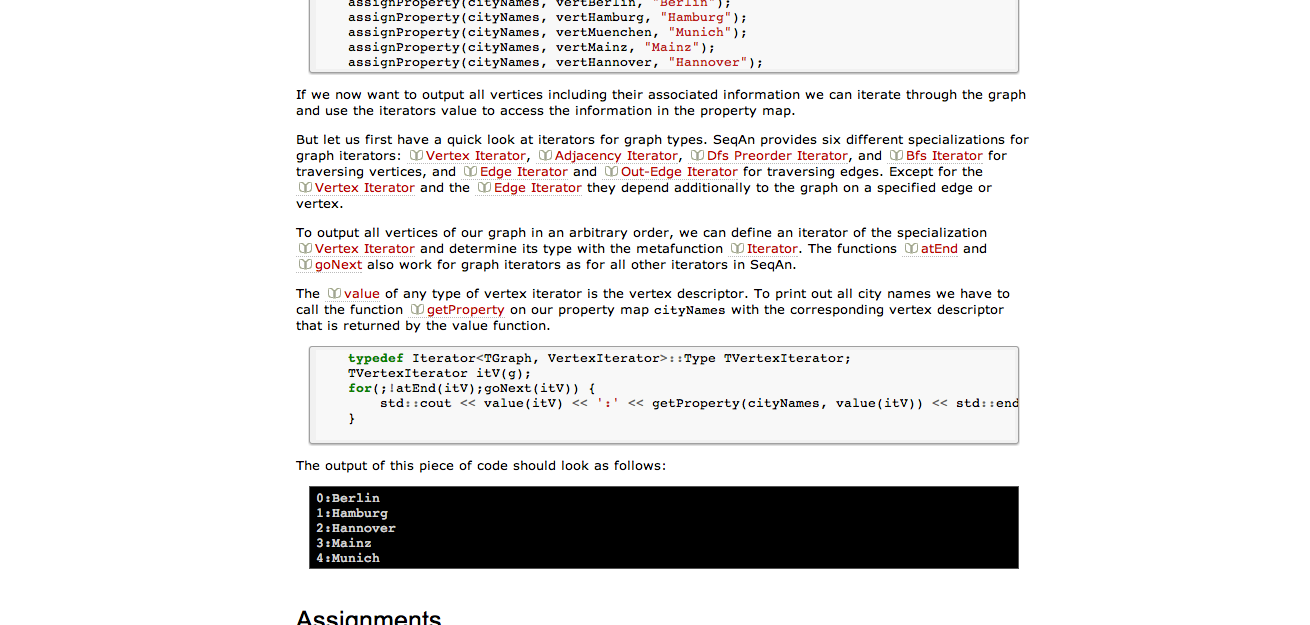 assignProperty(cityNames, vertBerlin, "Berlin");
assignProperty(cityNames, vertHamburg, "Hamburg");
assignProperty(cityNames, vertMuenchen, "Munich");
assignProperty(cityNames, vertMainz, "Mainz");
assignProperty(cityNames, vertHannover, "Hannover");
If we now want to output all vertices including their associated information we can iterate through the graph
and use the iterators value to access the information in the property map.
But let us first have a quick look at iterators for graph types. SeqAn provides six different specializations for
graph iterators: Vertex Iterator, Adjacency Iterator, Dfs Preorder Iterator, and Bfs Iterator for
traversing vertices, and Edge Iterator and Out-Edge Iterator for traversing edges. Except for the
Vertex Iterator and the Edge Iterator they depend additionally to the graph on a specified edge or
vertex.
To output all vertices of our graph in an arbitrary order, we can define an iterator of the specialization
Vertex Iterator and determine its type with the metafunction Iterator. The functions atEnd and
goNext also work for graph iterators as for all other iterators in SeqAn.
The value of any type of vertex iterator is the vertex descriptor. To print out all city names we have to
call the function getProperty on our property map cityNames with the corresponding vertex descriptor
that is returned by the value function.
typedef Iterator<TGraph, VertexIterator>::Type TVertexIterator;
TVertexIterator itV(g);
for(;!atEnd(itV);goNext(itV)) {
std::cout << value(itV) << ':' << getProperty(cityNames, value(itV)) << std::end
}
The output of this piece of code should look as follows:
0:Berlin
1:Hamburg
2:Hannover
3:Mainz
4:Munich
Assignments